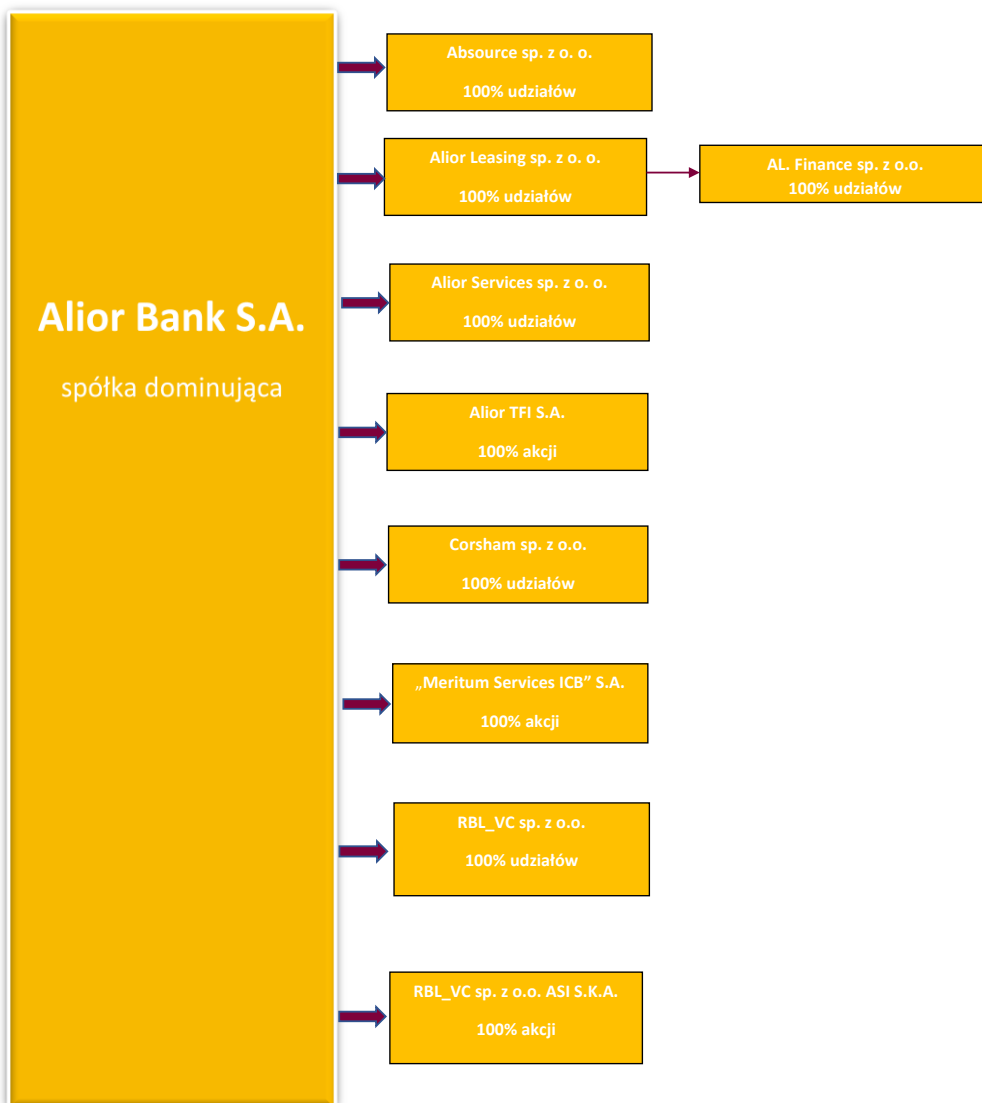 Alior Bank S.A.
spółka dominująca
Absource sp. z o. o.
100% udziałów
Alior Leasing sp. z o. o.
100% udziałów
AL. Finance sp. z o.o.
100% udziałów
Alior Services sp. z o. o.
100% udziałów
Alior TFI S.A.
100% akcji
Corsham sp. z o.o.
100% udziałów
„Meritum Services ICB” S.A.
100% akcji
RBL_VC sp. z o.o.
100% udziałów
RBL_VC sp. z o.o. ASI S.K.A.
100% akcji